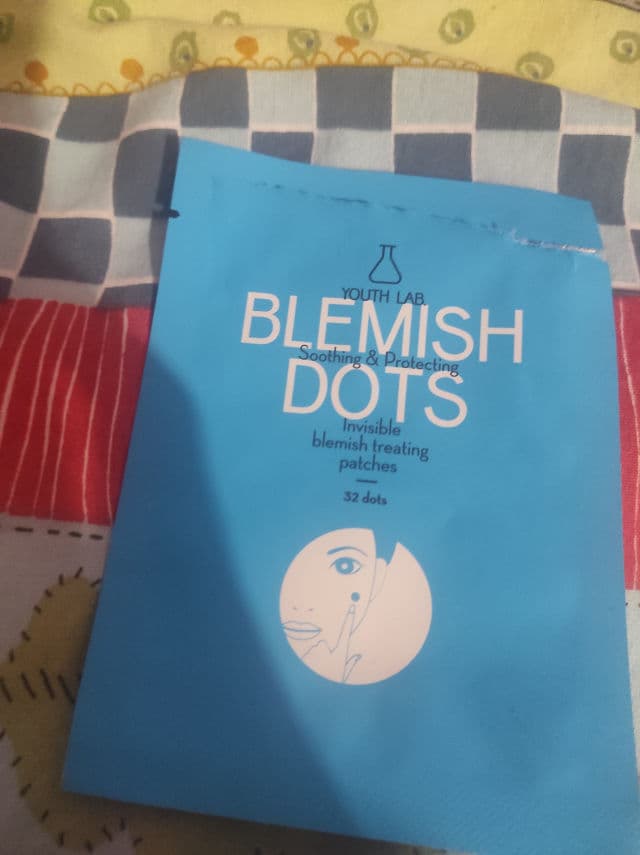 YOUTH LAB.
BLEMISH
Soothing & Protecting
DOTS
Invisible
blemish treating
patches
32 dots